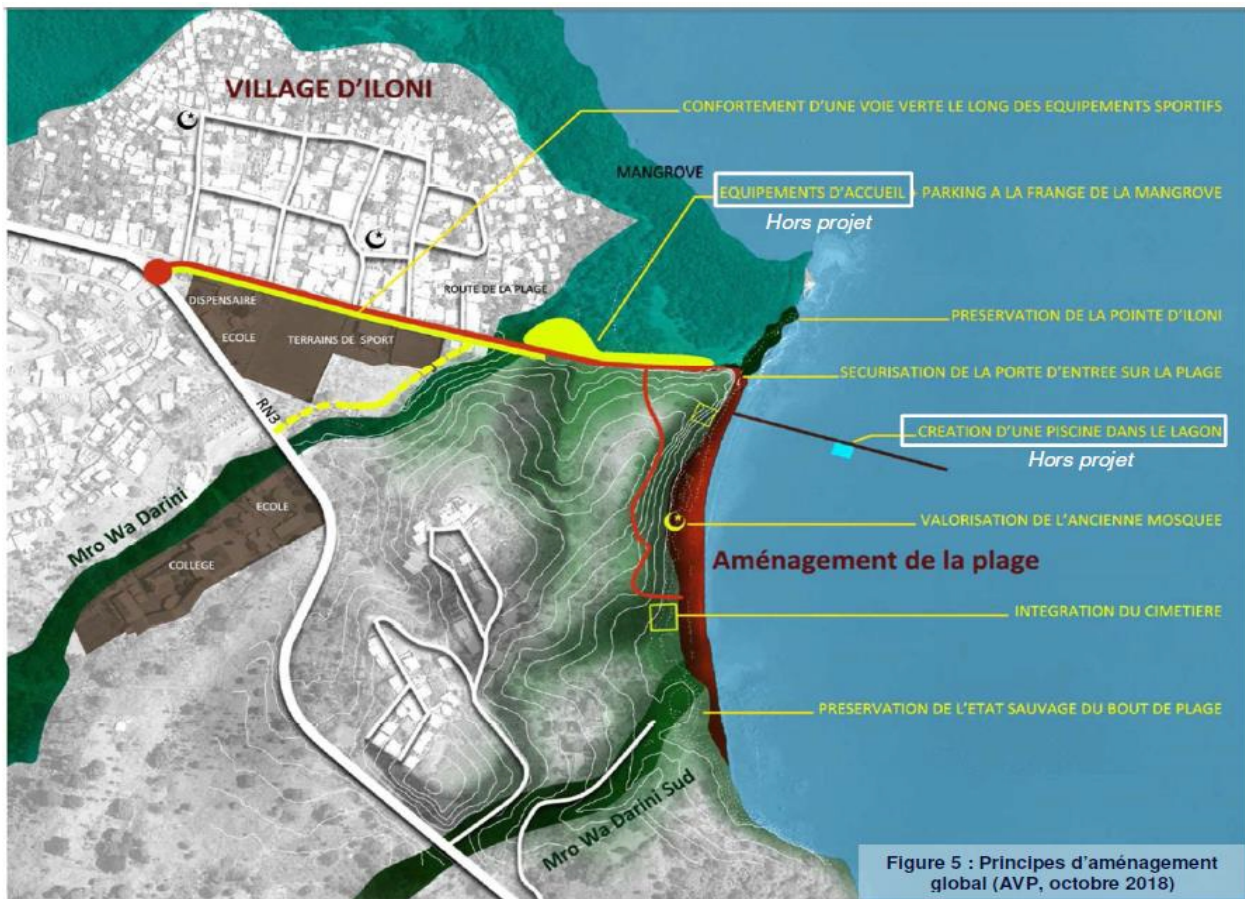 VILLAGE D'ILONI
CONFORTEMENT D'UNE VOIE VERTE LE LONG DES EQUIPEMENTS SPORTIFS
MANGROVE
EQUIPEMENTS D'ACCUEIL PARKING A LA FRANGE DE LA MANGROVE
Hors projet
ROUTE DE LA PLAGE
DISPENSAIRE
ECOLE
TERRAINS DE SPORT
PRESERVATION DE LA POINTE D'ILONI
SECURISATION DE LA PORTE D'ENTREE SUR LA PLAGE
RN3
CREATION D'UNE PISCINE DANS LE LAGON
Hors projet
ECOLE
Mro Wa Darini
COLLEGE
VALORISATION DE L'ANCIENNE MOSQUEE
Aménagement de la plage
INTEGRATION DU CIMETIERE
PRESERVATION DE L'ETAT SAUVAGE DU BOUT DE PLAGE
Mro Wa Darini Sud
Figure 5 : Principes d'aménagement
global (AVP, octobre 2018)